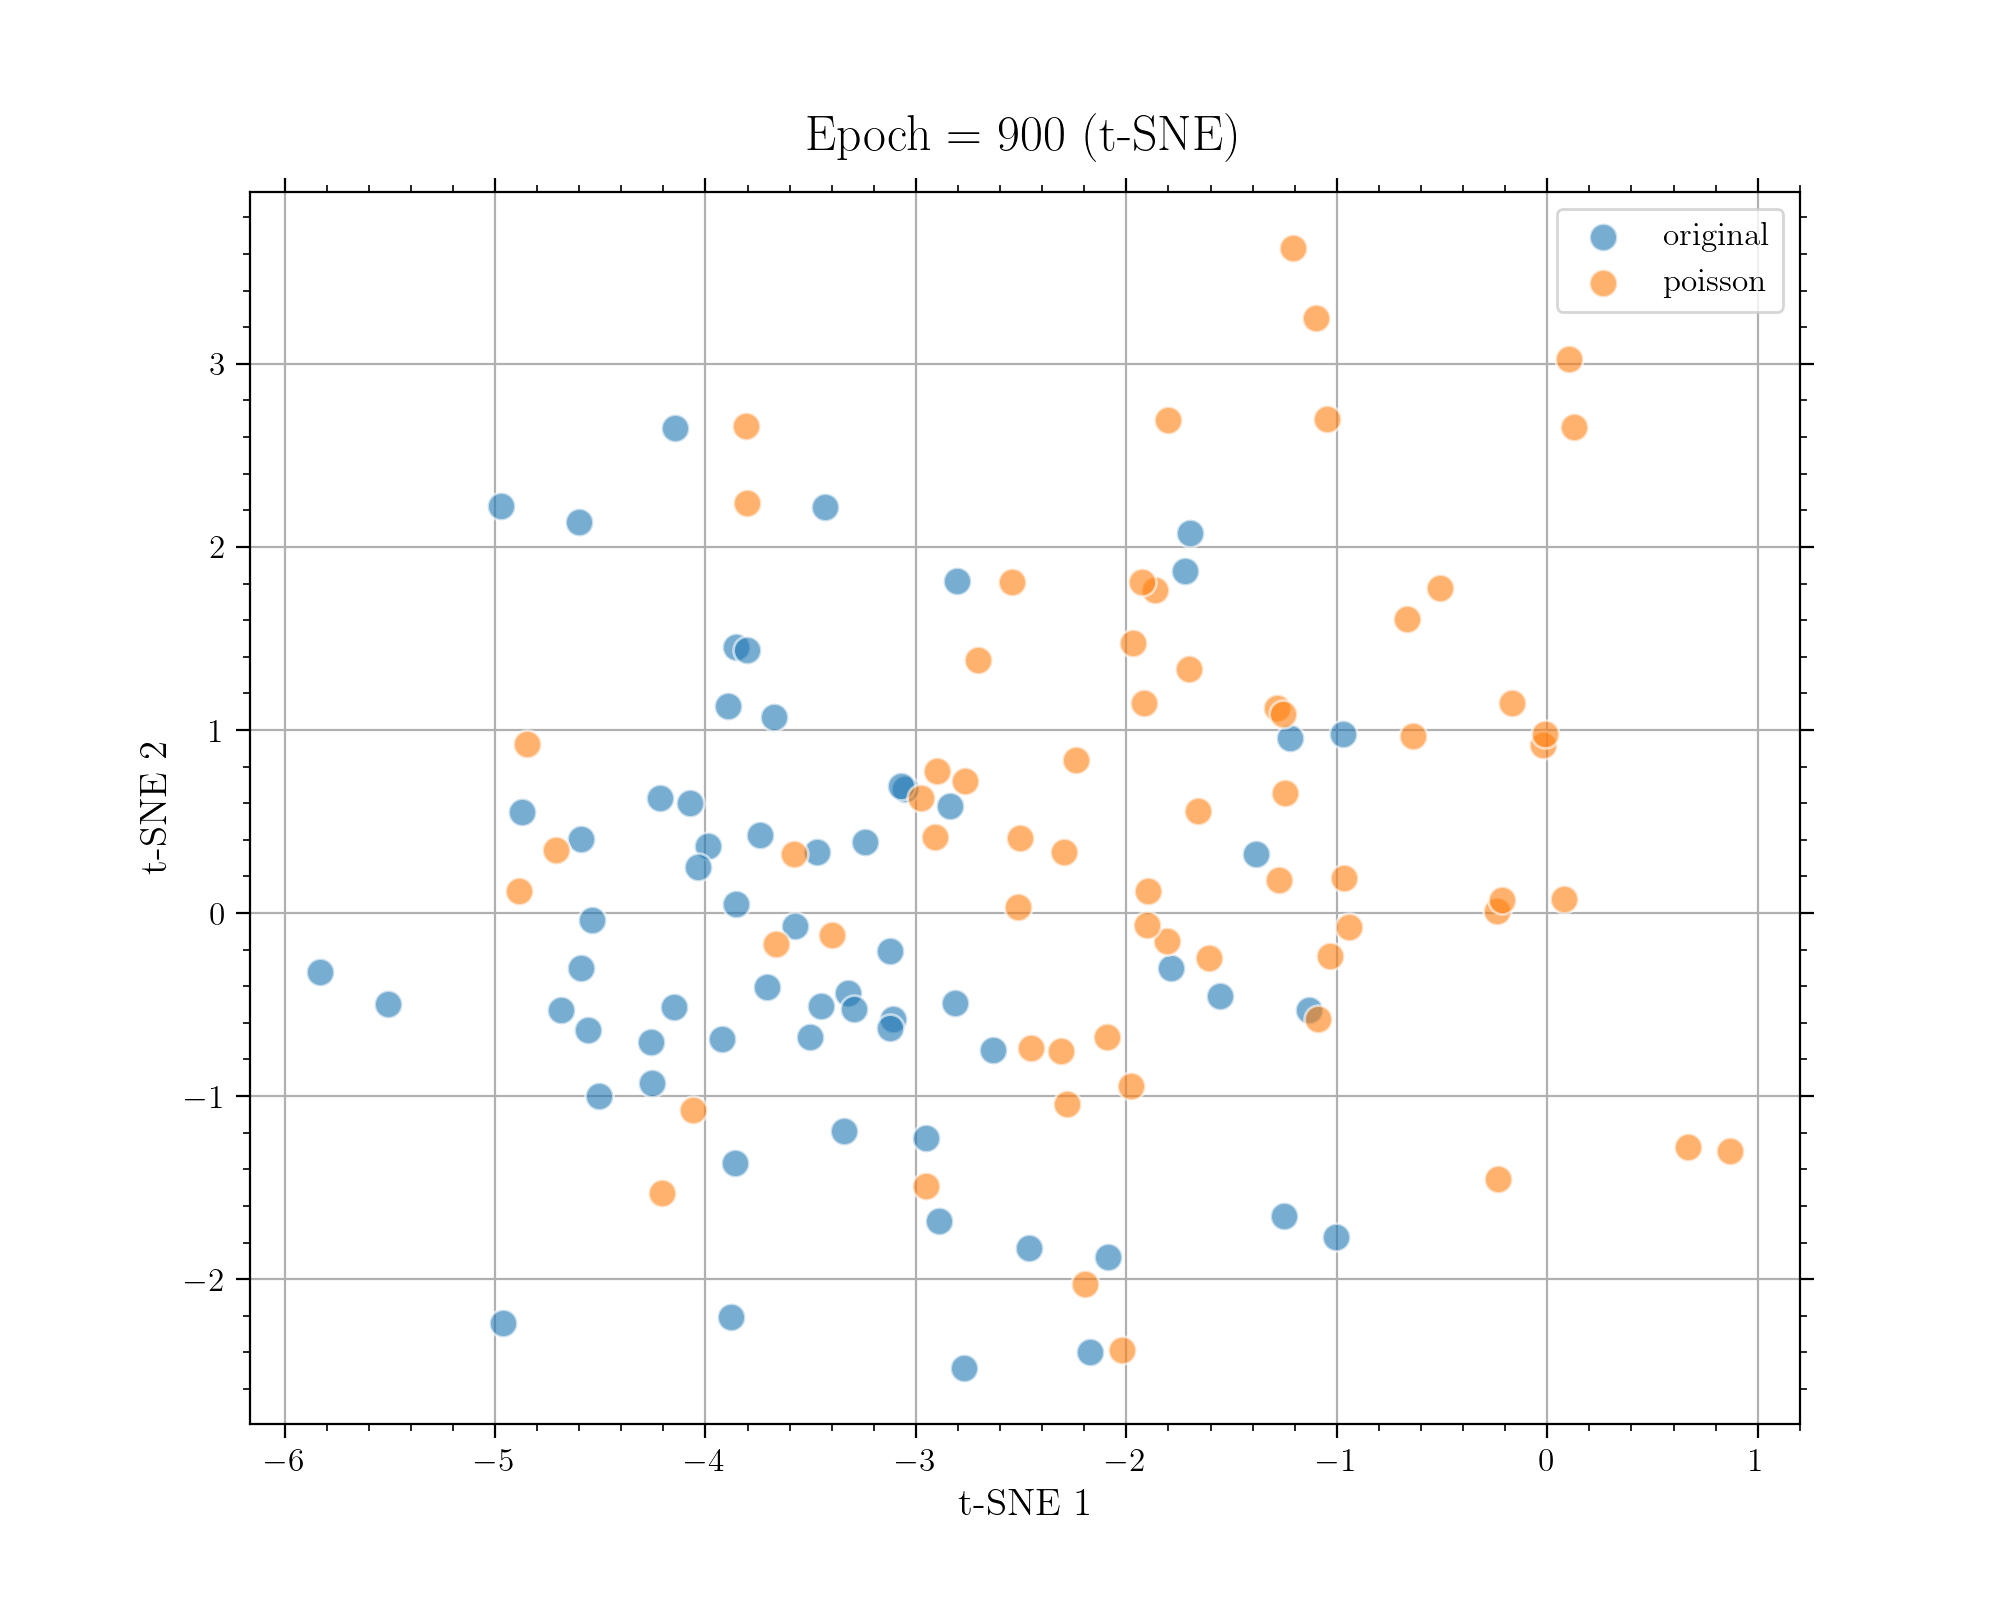 Epoch = 900 (t-SNE)
original
poisson
t-SNE 2
3
2
1
0
−1
−2
−6 −5 −4 −3 −2 −1 0 1
t-SNE 1